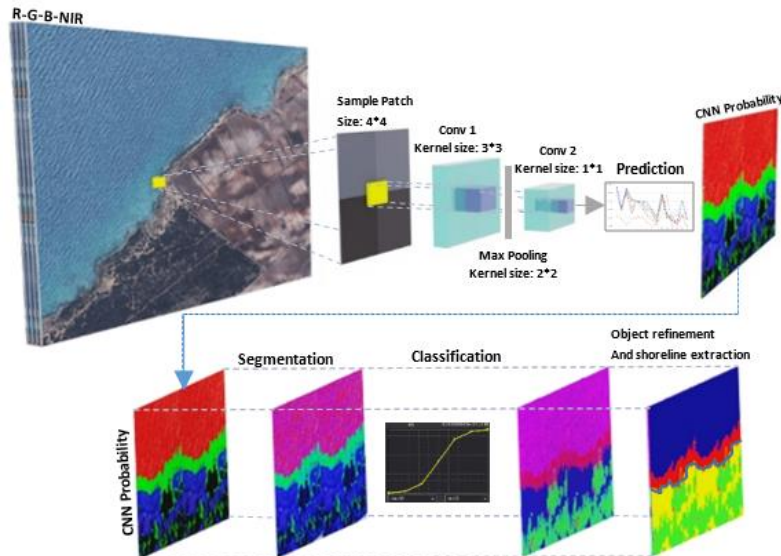 R-G-B-NIR
Sample Patch
Size: 4*4
Conv 1
Kernel size: 3*3
Conv 2
Kernel size: 1*1
Max Pooling
Kernel size: 2*2
Prediction
CNN Probability
Segmentation
Classification
Object refinement
And shoreline extraction
CNN Probability